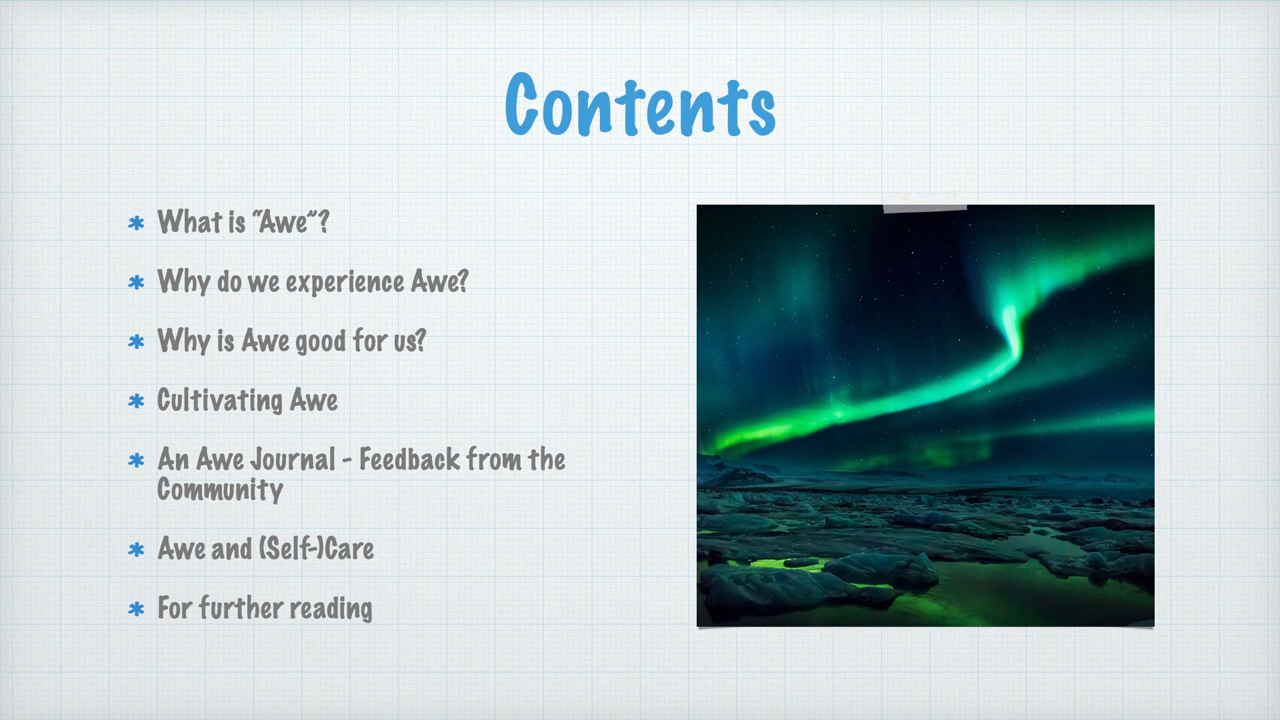 Contents
What is “Awe”?
Why do we experience Awe?
Why is Awe good for us?
Cultivating Awe
An Awe Journal - Feedback from the
Community
Awe and (Self-)Care
For further reading